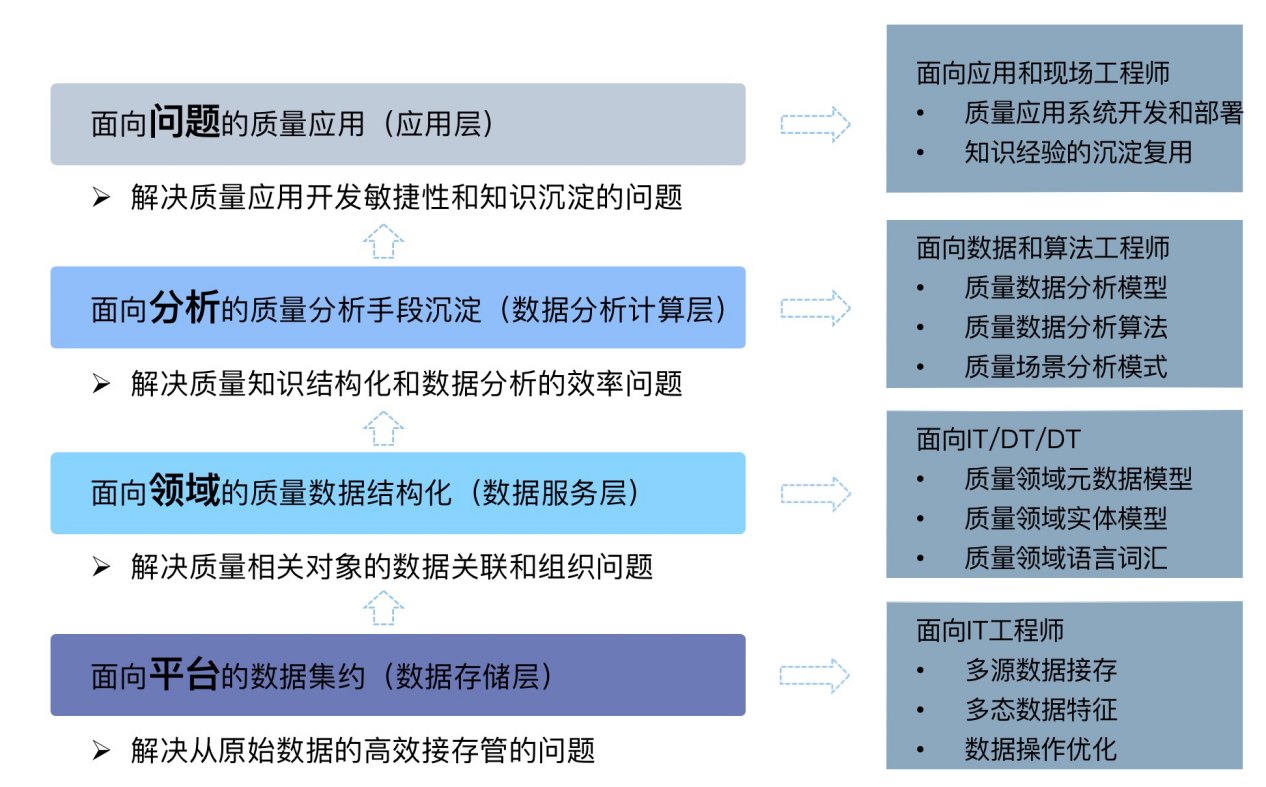 面向问题的质量应用（应用层）
➢ 解决质量应用开发敏捷性和知识沉淀的问题
面向应用和现场工程师
• 质量应用系统开发和部署
• 知识经验的沉淀复用
面向分析的质量分析手段沉淀（数据分析计算层）
➢ 解决质量知识结构化和数据分析的效率问题
面向数据和算法工程师
• 质量数据分析模型
• 质量数据分析算法
• 质量场景分析模式
面向领域的质量数据结构化（数据服务层）
➢ 解决质量相关对象的数据关联和组织问题
面向IT/DT/DT
• 质量领域元数据模型
• 质量领域实体模型
• 质量领域语言词汇
面向平台的数据集约（数据存储层）
➢ 解决从原始数据的高效接存管的问题
面向IT工程师
• 多源数据接存
• 多态数据特征
• 数据操作优化